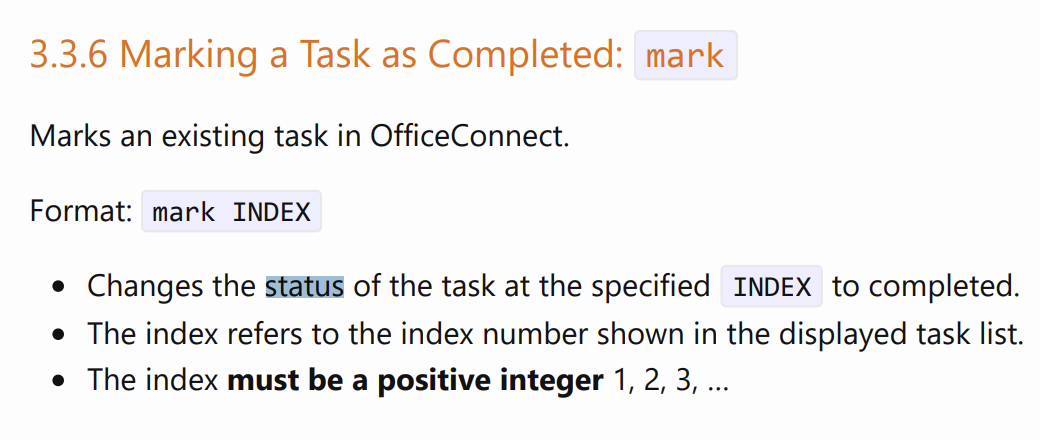 3.3.6 Marking a Task as Completed: mark
Marks an existing task in OfficeConnect.
Format: mark INDEX
• Changes the status of the task at the specified INDEX to completed.
• The index refers to the index number shown in the displayed task list.
• The index must be a positive integer 1, 2, 3, …